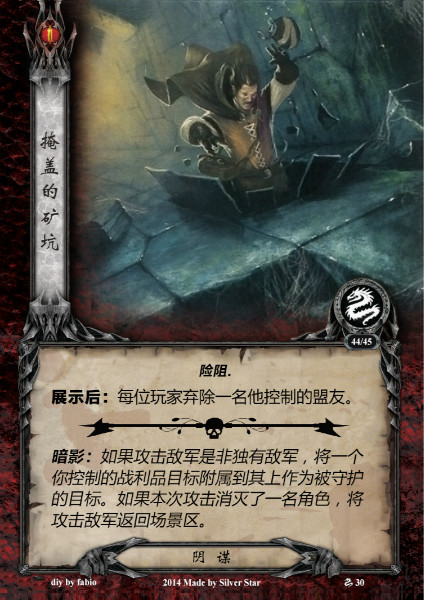 掩盖的矿坑
44/45
险阻.
展示后：每位玩家弃除一名他控制的盟友。
暗影：如果攻击敌军是非独有敌军，将一个
你控制的战利品目标附属到其上作为被守护
的目标。如果本次攻击消灭了一名角色，将
攻击敌军返回场景区。
阴谋
diy by fabio 2014 Made by Silver Star 30